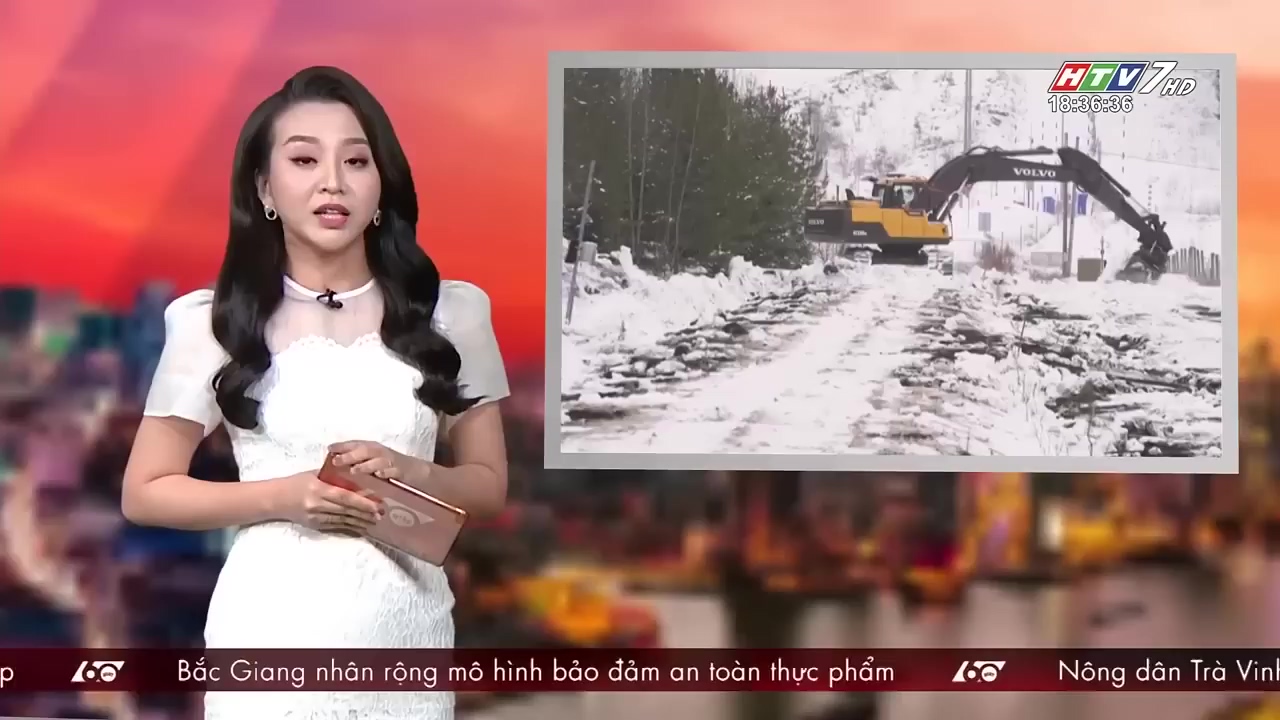 HTV7 HD
18:36:36
VOLVO
Bắc Giang nhân rộng mô hình bảo đảm an toàn thực phẩm
Nông dân Trà Vinh